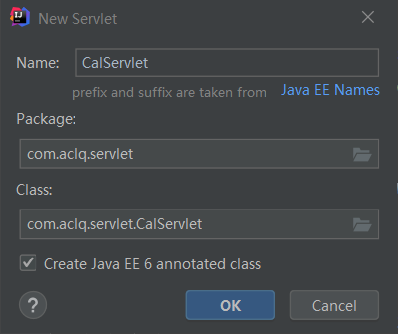 New Servlet
Name: CalServlet
prefix and suffix are taken from Java EE Names
Package:
com.aclq.servlet
Class:
com.aclq.servlet.CalServlet
Create Java EE 6 annotated class
? OK Cancel